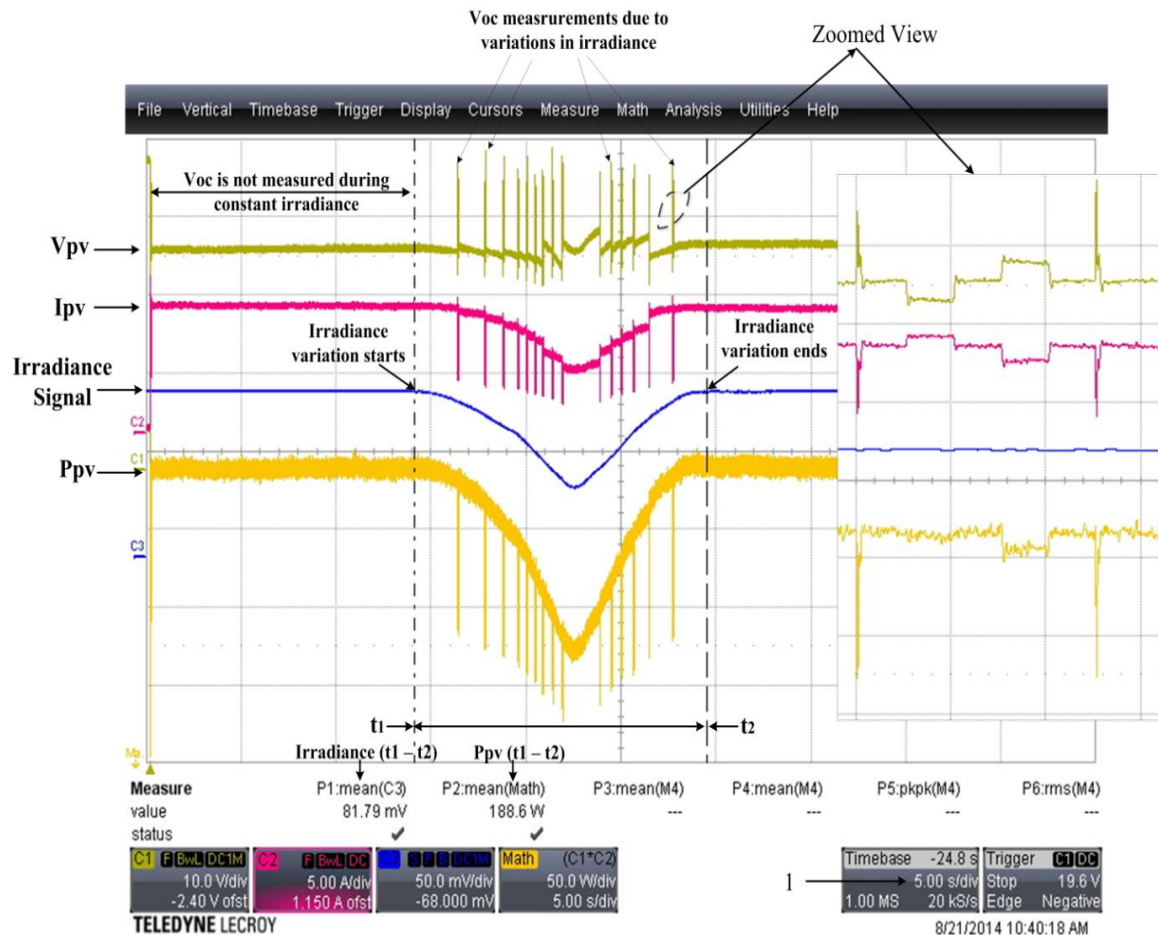 Voc measrurements due to
variations in irradiance
Zoomed View
File Vertical Timebase Trigger Display Cursors Measure Math Analysis Utilities Help
Voc is not measured during
constant irradiance
Vpv
Ipv
Irradiance
variation starts
Irradiance
variation ends
Irradiance
Signal
C2
C1
Ppv
C3
t1
t2
Ma..
Irradiance (t1 – t2)
Ppv (t1 – t2)
Measure P1:mean(C3) P2:mean(Math) P3:mean(M4) P4:mean(M4) P5:pkpk(M4) P6:rms(M4)
value 81.79 mV 188.6 W --- --- --- ---
status
C1 F BwL DC1M
10.0 V/div
-2.40 V ofst
C2 F BwL DC
5.00 A/div
1.150 A ofst
C3 S F B DC1M
50.0 mV/div
-68.000 mV
Math (C1*C2)
50.0 W/div
5.00 s/div
1
Timebase -24.8 s
5.00 s/div
1.00 MS 20 kS/s
Trigger C1 DC
Stop 19.6 V
Edge Negative
TELEDYNE LECROY
8/21/2014 10:40:18 AM